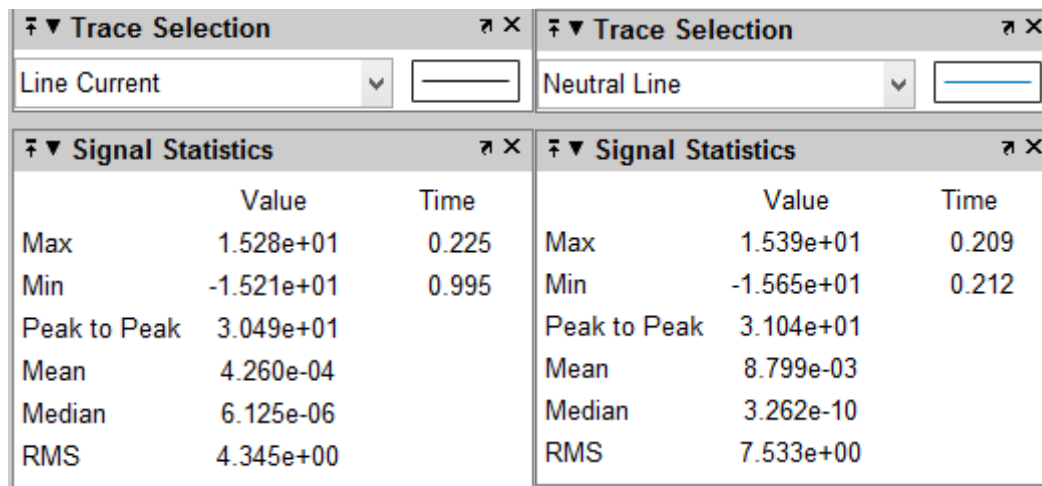 Trace Selection
Line Current
Signal Statistics
Value Time
Max 1.528e+01 0.225
Min -1.521e+01 0.995
Peak to Peak 3.049e+01
Mean 4.260e-04
Median 6.125e-06
RMS 4.345e+00
Trace Selection
Neutral Line
Signal Statistics
Value Time
Max 1.539e+01 0.209
Min -1.565e+01 0.212
Peak to Peak 3.104e+01
Mean 8.799e-03
Median 3.262e-10
RMS 7.533e+00